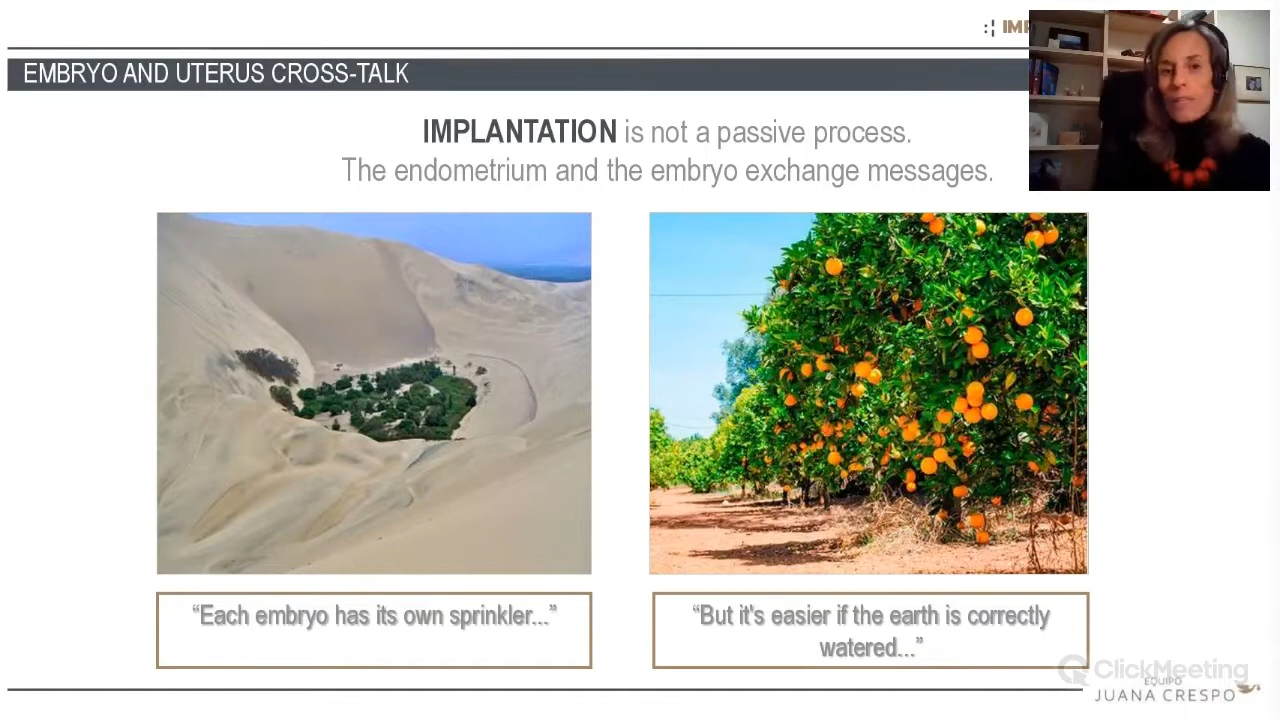 :¦ IMP
EMBRYO AND UTERUS CROSS-TALK
IMPLANTATION is not a passive process.
The endometrium and the embryo exchange messages.
“Each embryo has its own sprinkler...”
“But it's easier if the earth is correctly
watered...”
ClickMeeting
EQUIPO
JUANA CRESPO